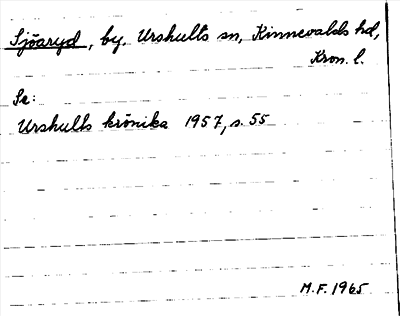 Sjöaryd, by. Urshults sn, Kinnevalds hd,
Kron. l.
Se:
Urshults krönika 1957, s. 55
M.F. 1965